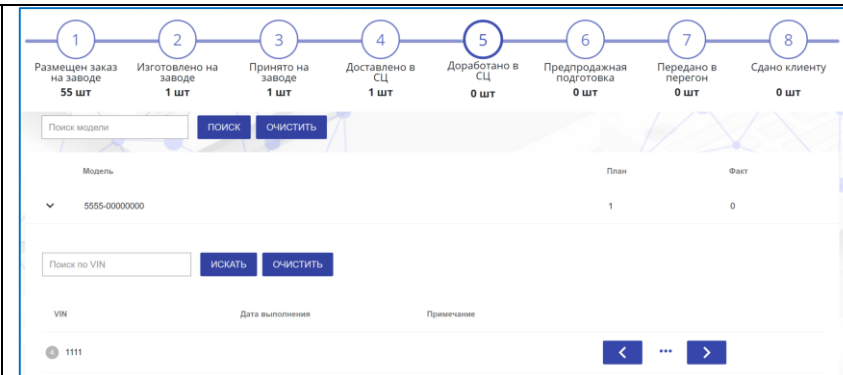 1 2 3 4 5 6 7 8
Размещен заказ на заводе
55 шт
Изготовлено на заводе
1 шт
Принято на заводе
1 шт
Доставлено в СЦ
1 шт
Доработано в СЦ
0 шт
Предпродажная подготовка
0 шт
Передано в перегон
0 шт
Сдано клиенту
0 шт
Поиск модели ПОИСК ОЧИСТИТЬ
Модель План Факт
5555-00000000 1 0
Поиск по VIN ИСКАТЬ ОЧИСТИТЬ
VIN Дата выполнения Примечание
4 1111